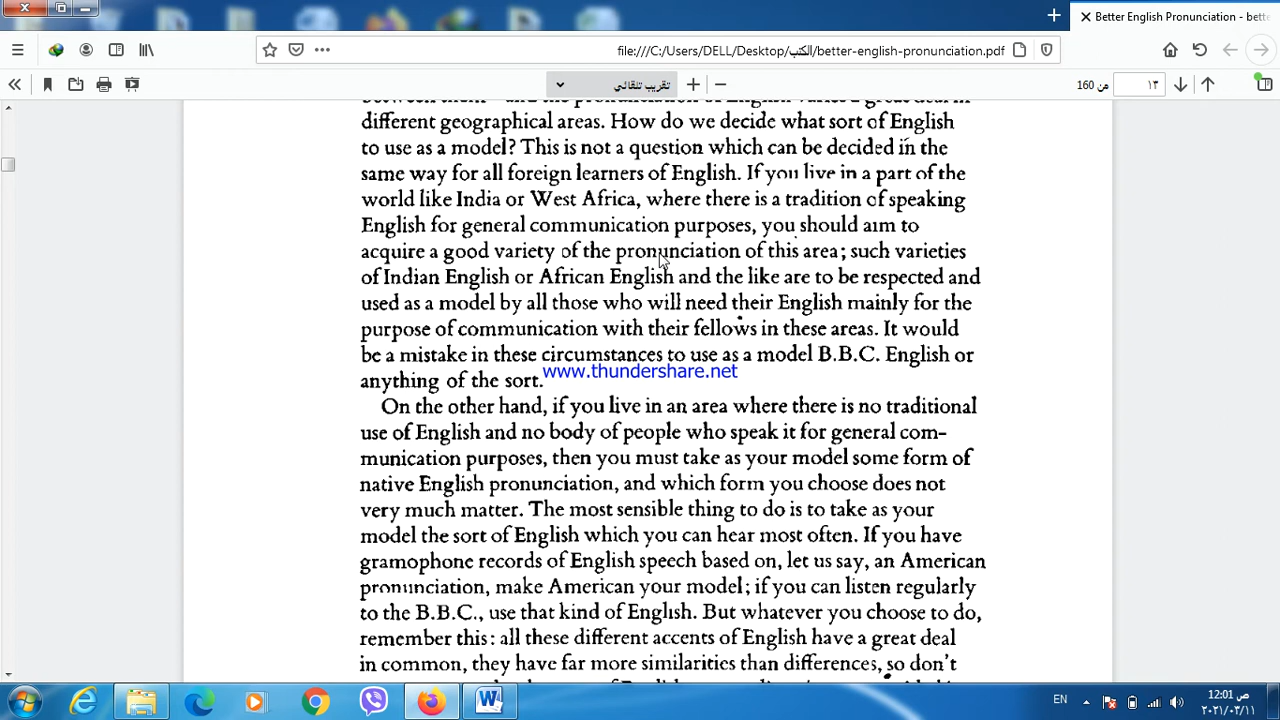 Better English Pronunciation - bette
file:///C:/Users/DELL/Desktop/الكتب/better-english-pronunciation.pdf
تقريب تلقائي
من 160
١٣
different geographical areas. How do we decide what sort of English
to use as a model? This is not a question which can be decided in the
same way for all foreign learners of English. If you live in a part of the
world like India or West Africa, where there is a tradition of speaking
English for general communication purposes, you should aim to
acquire a good variety of the pronunciation of this area; such varieties
of Indian English or African English and the like are to be respected and
used as a model by all those who will need their English mainly for the
purpose of communication with their fellows in these areas. It would
be a mistake in these circumstances to use as a model B.B.C. English or
anything of the sort.
www.thundershare.net
On the other hand, if you live in an area where there is no traditional
use of English and no body of people who speak it for general com-
munication purposes, then you must take as your model some form of
native English pronunciation, and which form you choose does not
very much matter. The most sensible thing to do is to take as your
model the sort of English which you can hear most often. If you have
gramophone records of English speech based on, let us say, an American
pronunciation, make American your model; if you can listen regularly
to the B.B.C., use that kind of English. But whatever you choose to do,
remember this: all these different accents of English have a great deal
in common, they have far more similarities than differences, so don't
EN
12:01 ص
٢٠٢١/٠٣/١١